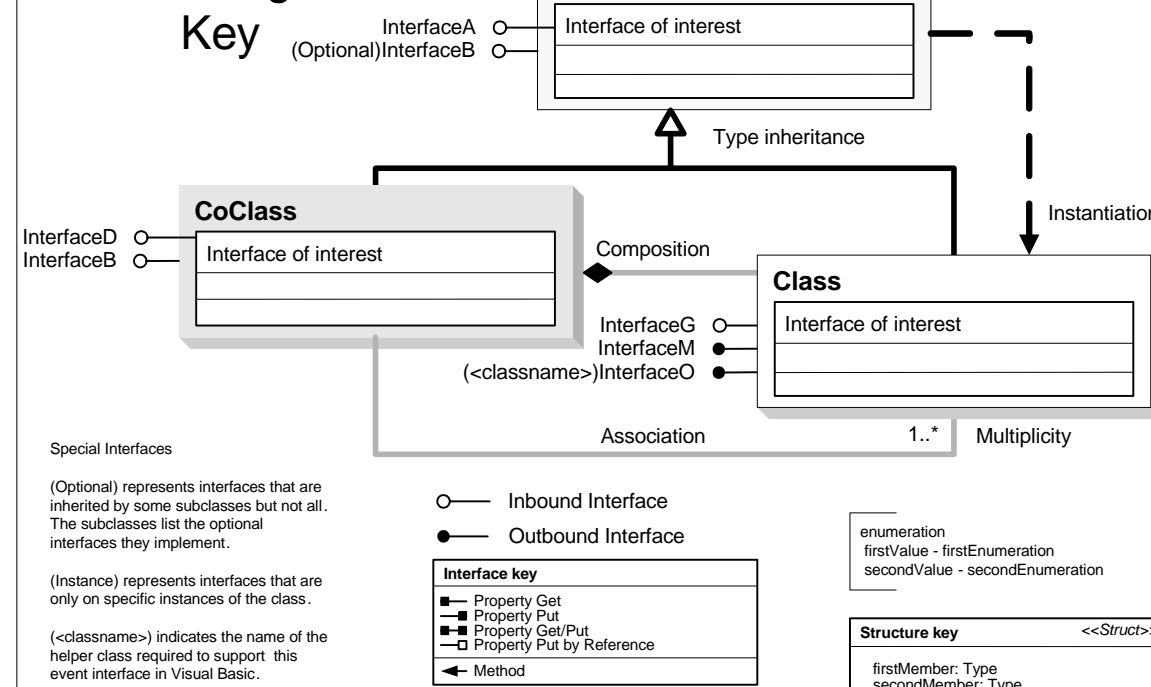 Key
InterfaceA
(Optional)InterfaceB
Interface of interest
Type inheritance
CoClass
Interface of interest
InterfaceD
InterfaceB
Composition
Instantiation
Class
Interface of interest
InterfaceG
InterfaceM
(<classname>)InterfaceO
Association
1..*
Multiplicity
Special Interfaces
(Optional) represents interfaces that are
inherited by some subclasses but not all.
The subclasses list the optional
interfaces they implement.
(Instance) represents interfaces that are
only on specific instances of the class.
(<classname>) indicates the name of the
helper class required to support this
event interface in Visual Basic.
Inbound Interface
Outbound Interface
Interface key
Property Get
Property Put
Property Get/Put
Property Put by Reference
Method
enumeration
firstValue - firstEnumeration
secondValue - secondEnumeration
Structure key
<<Struct>>
firstMember: Type
secondMember: Type